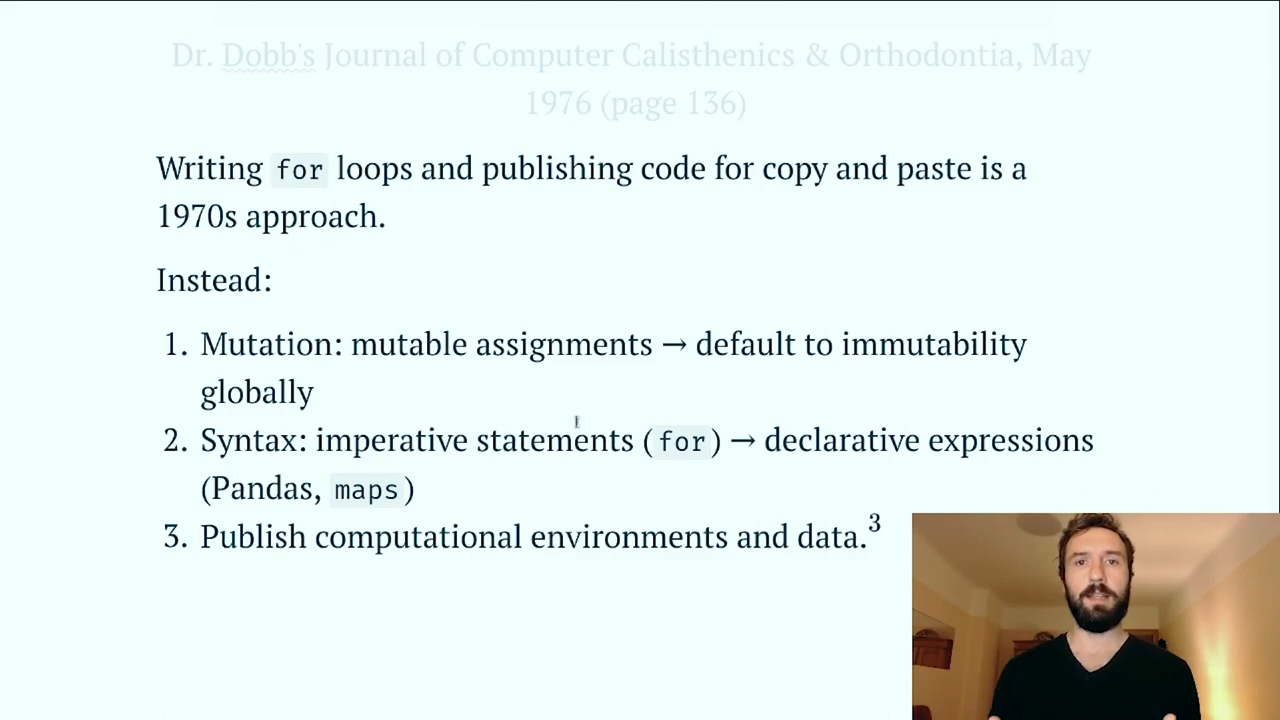 Dr. Dobb's Journal of Computer Calisthenics & Orthodontia, May
1976 (page 136)
Writing for loops and publishing code for copy and paste is a
1970s approach.
Instead:
1. Mutation: mutable assignments → default to immutability
globally
2. Syntax: imperative statements (for) → declarative expressions
(Pandas, maps)
3. Publish computational environments and data.3